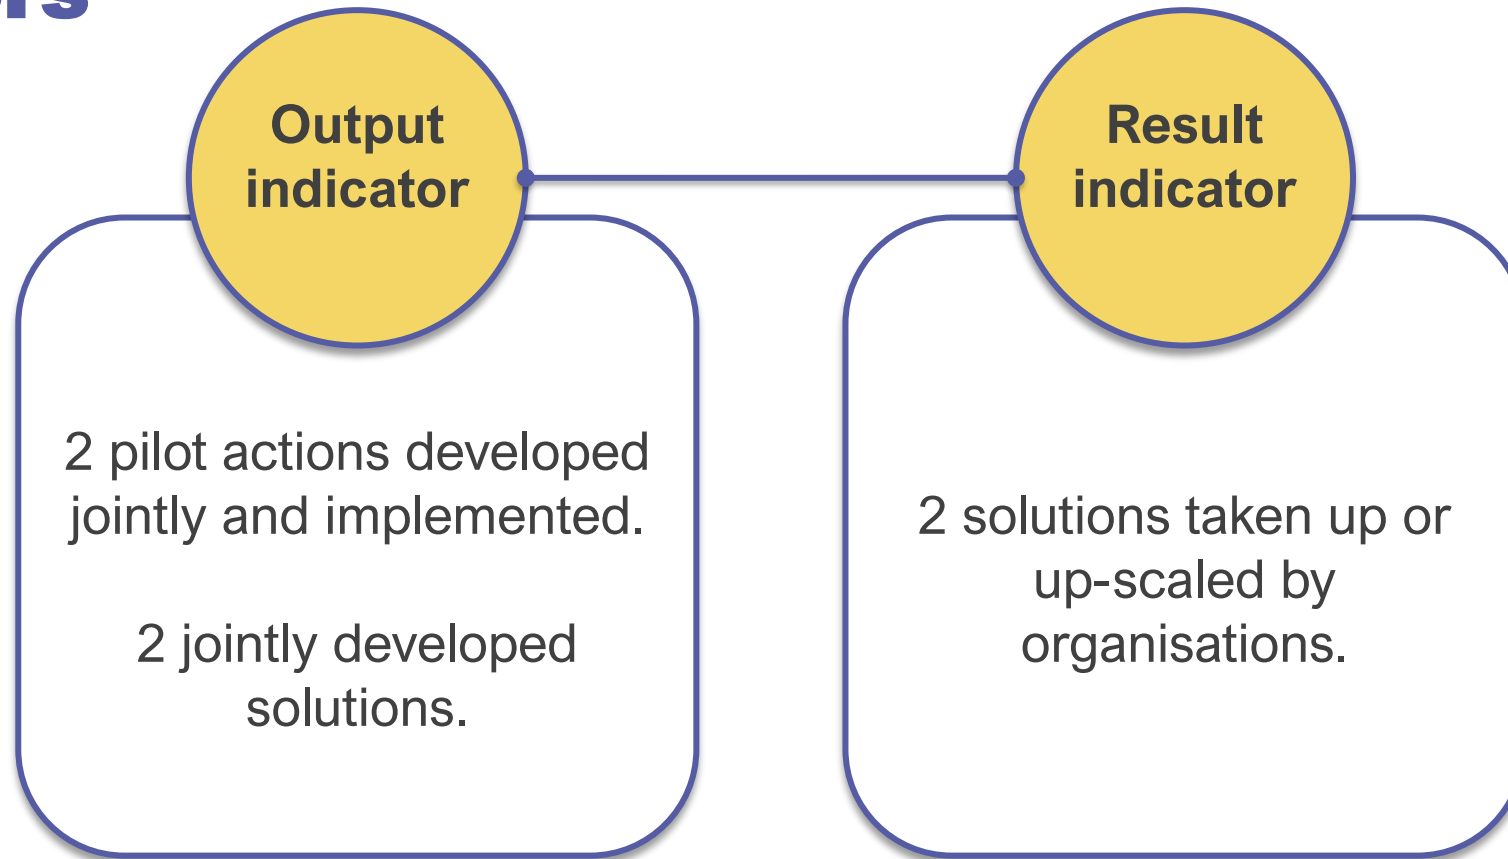 Output
indicator
Result
indicator
2 pilot actions developed
jointly and implemented.
2 jointly developed
solutions.
2 solutions taken up or
up-scaled by
organisations.